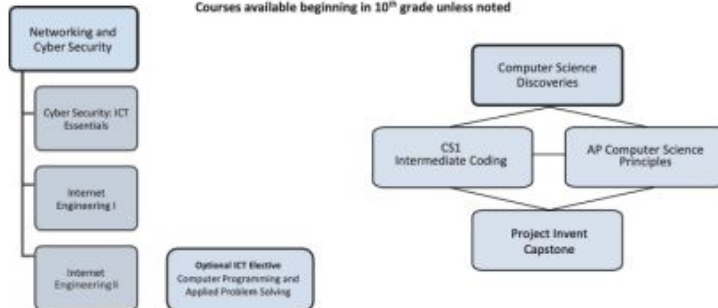 Courses available beginning in 10th grade unless noted
Networking and
Cyber Security
Cyber Security: ICT
Essentials
Internet
Engineering I
Internet
Engineering Ii
Optional ICT Elective
Computer Programming and
Applied Problem Solving
Computer Science
Discoveries
CS1
Intermediate Coding
AP Computer Science
Principles
Project Invent
Capstone